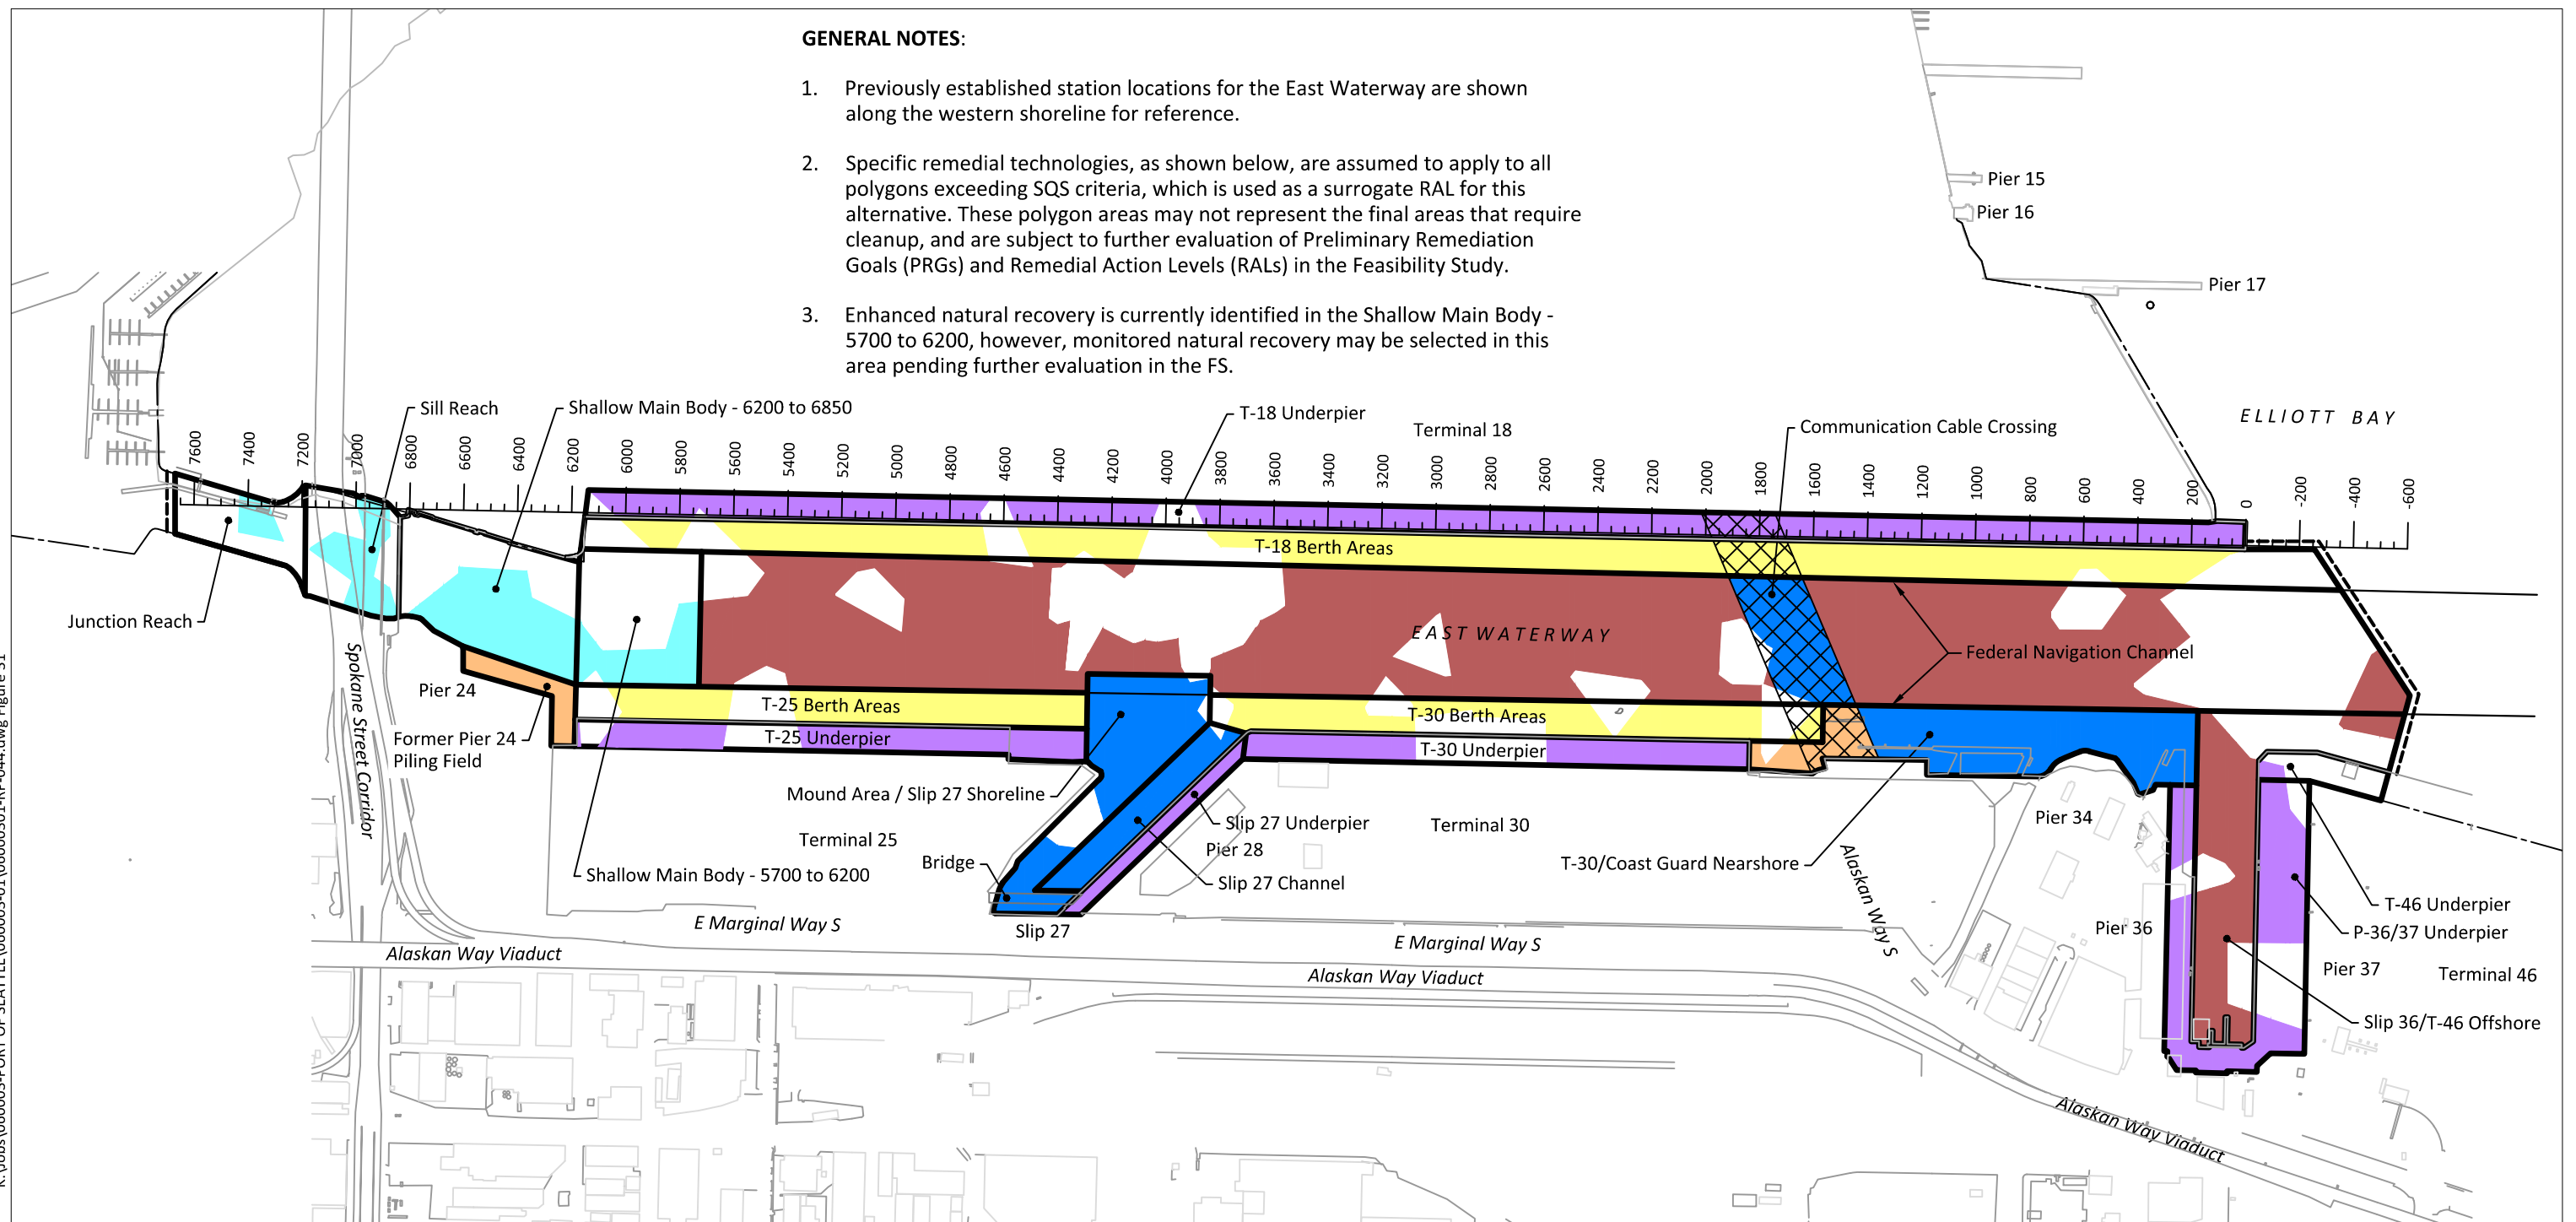 GENERAL NOTES:
1. Previously established station locations for the East Waterway are shown
along the western shoreline for reference.
2. Specific remedial technologies, as shown below, are assumed to apply to all
polygons exceeding SQS criteria, which is used as a surrogate RAL for this
alternative. These polygon areas may not represent the final areas that require
cleanup, and are subject to further evaluation of Preliminary Remediation
Goals (PRGs) and Remedial Action Levels (RALs) in the Feasibility Study.
3. Enhanced natural recovery is currently identified in the Shallow Main Body -
5700 to 6200, however, monitored natural recovery may be selected in this
area pending further evaluation in the FS.
Pier 15
Pier 16
Pier 17
ELLIOTT BAY
Sill Reach
Shallow Main Body - 6200 to 6850
T-18 Underpier
Terminal 18
Communication Cable Crossing
7600
7400
7200
7000
6800
6600
6400
6200
6000
5800
5600
5400
5200
5000
4800
4600
4400
4200
4000
3800
3600
3400
3200
3000
2800
2600
2400
2200
2000
1800
1600
1400
1200
1000
800
600
400
200
0
-200
-400
-600
T-18 Berth Areas
Junction Reach
EAST WATERWAY
Federal Navigation Channel
Spokane Street Corridor
Pier 24
T-25 Berth Areas
T-30 Berth Areas
Former Pier 24
Piling Field
T-25 Underpier
T-30 Underpier
Mound Area / Slip 27 Shoreline
Slip 27 Underpier
Terminal 30
Pier 34
Terminal 25
Pier 28
Bridge
T-30/Coast Guard Nearshore
Alaskan Way S
Shallow Main Body - 5700 to 6200
Slip 27 Channel
T-46 Underpier
E Marginal Way S
Slip 27
Pier 36
P-36/37 Underpier
E Marginal Way S
Alaskan Way Viaduct
Alaskan Way Viaduct
Pier 37
Terminal 46
Slip 36/T-46 Offshore
Alaskan Way Viaduct